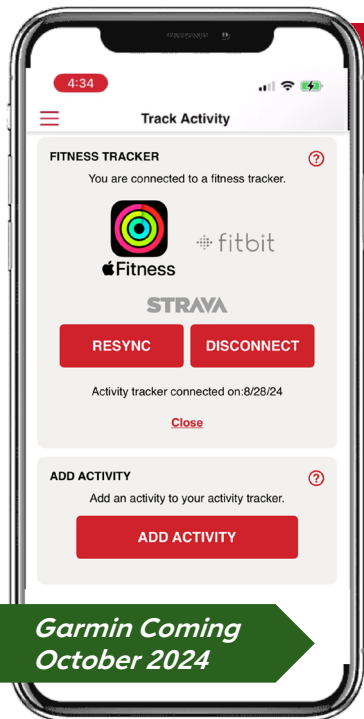 4:34
Track Activity
FITNESS TRACKER
You are connected to a fitness tracker.
Fitness
fitbit
STRAVA
RESYNC
DISCONNECT
Activity tracker connected on:8/28/24
Close
ADD ACTIVITY
Add an activity to your activity tracker.
ADD ACTIVITY
Garmin Coming
October 2024